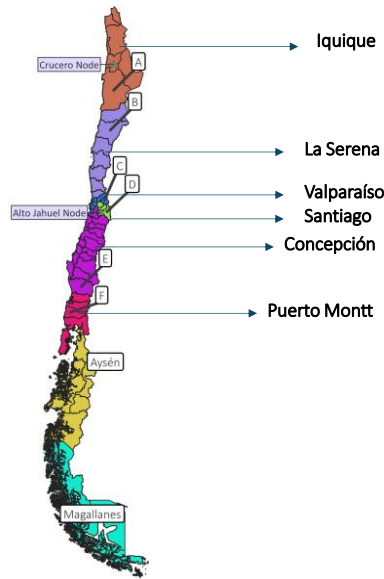 Iquique
Crucero Node
A
B
La Serena
C
Valparaíso
D
Alto Jahuel Node
Santiago
Concepción
E
F
Puerto Montt
Aysén
Magallanes